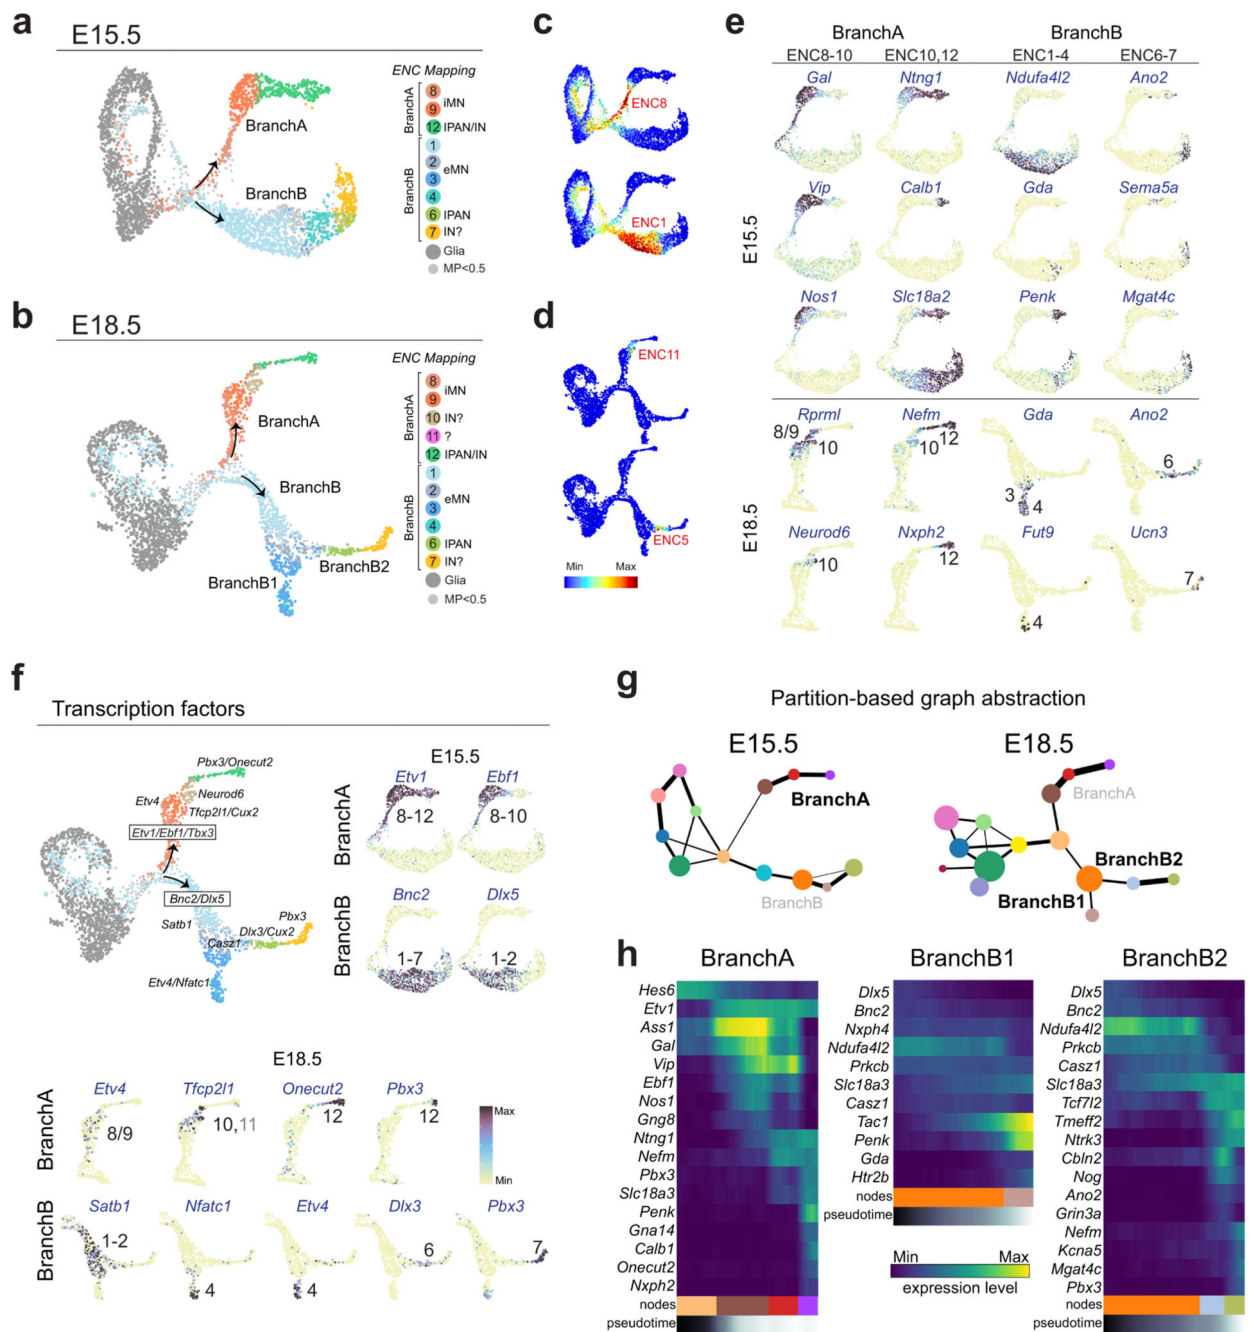 a
E15.5
ENC Mapping
BranchA
8
9
iMN
12
IPAN/IN
BranchB
1
2
eMN
3
4
6
IPAN
7
IN?
Glia
MP<0.5
BranchA
BranchB
b
E18.5
ENC Mapping
BranchA
8
9
iMN
10
IN?
11
?
12
IPAN/IN
BranchB
1
2
eMN
3
4
6
IPAN
7
IN?
Glia
MP<0.5
BranchA
BranchB
BranchB1
BranchB2
c
ENC8
ENC1
d
ENC11
ENC5
Min Max
e
BranchA BranchB
ENC8-10 ENC10,12 ENC1-4 ENC6-7
E15.5
Gal Ntng1 Ndufa4l2 Ano2
Vip Calb1 Gda Sema5a
Nos1 Slc18a2 Penk Mgat4c
E18.5
Rprml Nefm Gda Ano2
8/9
10
12
10
3
4
6
Neurod6 Nxph2 Fut9 Ucn3
10
12
4
7
f
Transcription factors
Pbx3/Onecut2
Neurod6
Etv4
Tfcp2l1/Cux2
Etv1/Ebf1/Tbx3
Bnc2/Dlx5
Satb1
Pbx3
Dlx3/Cux2
Casz1
Etv4/Nfatc1
E15.5
BranchA
Etv1 Ebf1
8-12 8-10
BranchB
Bnc2 Dlx5
1-7 1-2
E18.5
BranchA
Etv4 Tfcp2l1 Onecut2 Pbx3
8/9
10,11
12
12
Max
Min
BranchB
Satb1 Nfatc1 Etv4 Dlx3 Pbx3
1-2
4
4
6
7
g
Partition-based graph abstraction
E15.5 E18.5
BranchA
BranchB
BranchA
BranchB2
BranchB1
h
BranchA
Hes6
Etv1
Ass1
Gal
Vip
Ebf1
Nos1
Gng8
Ntng1
Nefm
Pbx3
Slc18a3
Penk
Gna14
Calb1
Onecut2
Nxph2
nodes
pseudotime
BranchB1
Dlx5
Bnc2
Nxph4
Ndufa4l2
Prkcb
Slc18a3
Casz1
Tac1
Penk
Gda
Htr2b
nodes
pseudotime
Min Max
expression level
BranchB2
Dlx5
Bnc2
Ndufa4l2
Prkcb
Casz1
Slc18a3
Tcf7l2
Tmeff2
Ntrk3
Cbln2
Nog
Ano2
Grin3a
Nefm
Kcna5
Mgat4c
Pbx3
nodes
pseudotime